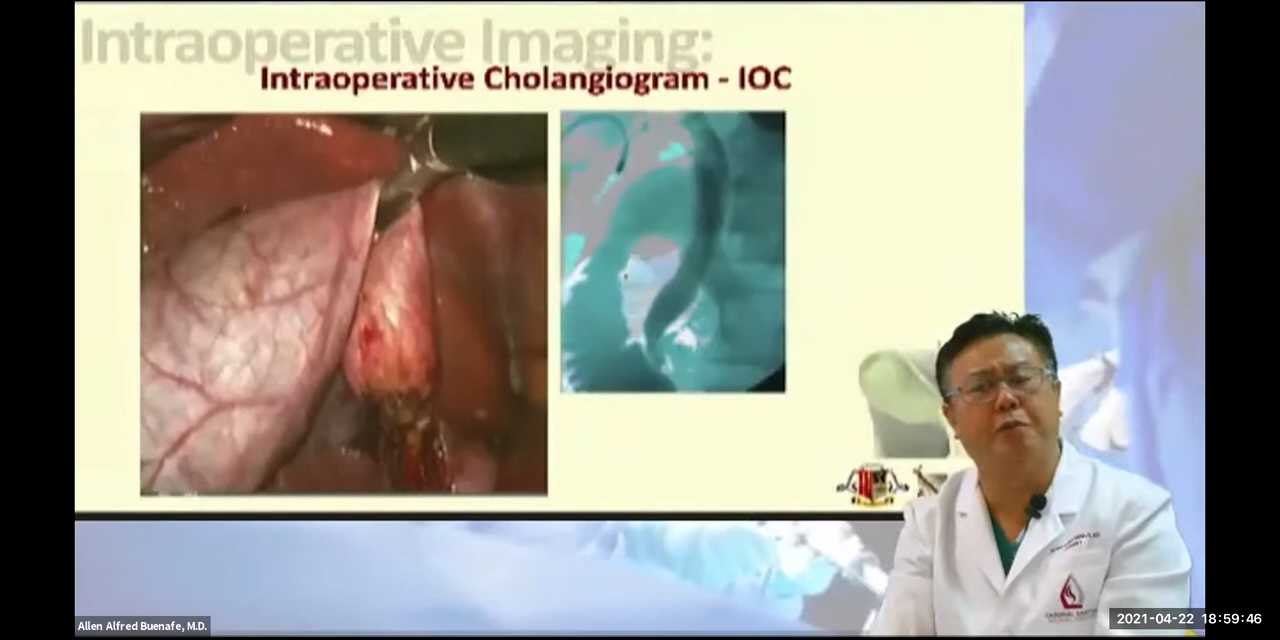 Intraoperative Imaging:
Intraoperative Cholangiogram - IOC
Allen Alfred Buenafe, M.D.
2021-04-22 18:59:46